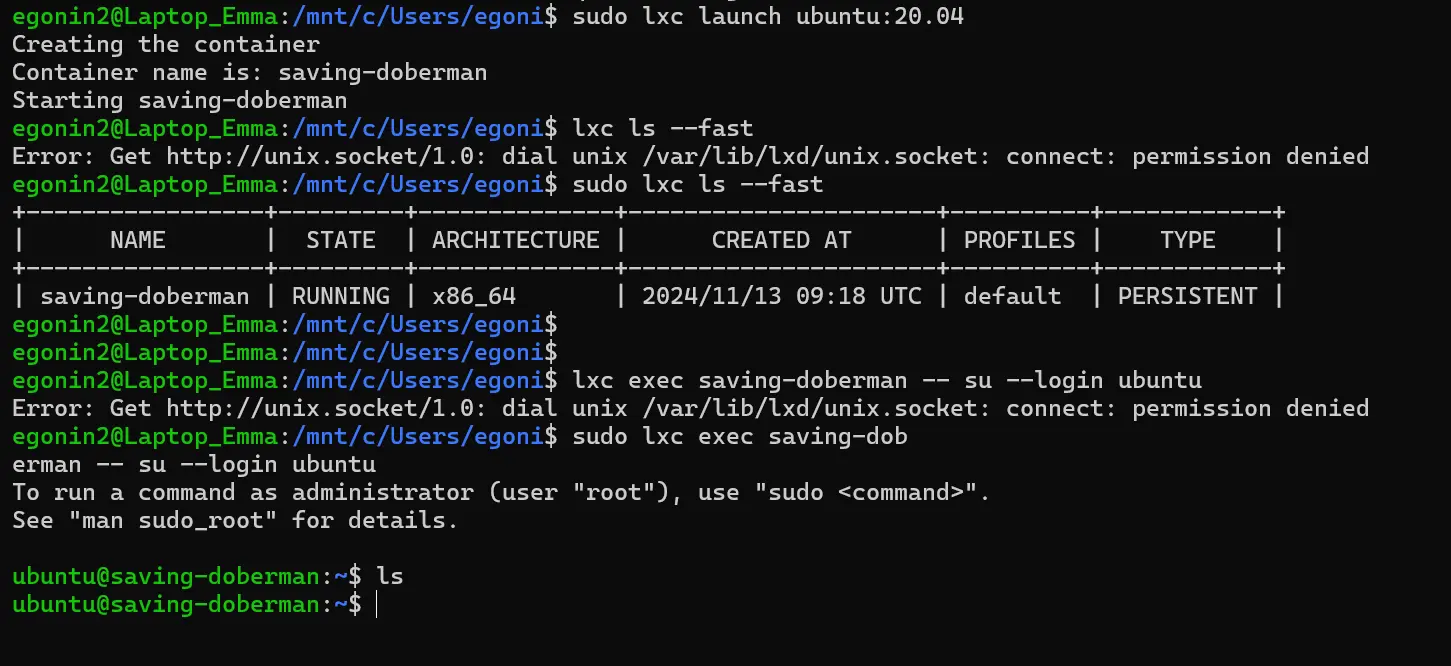 egonin2@Laptop_Emma:/mnt/c/Users/egoni$ sudo lxc launch ubuntu:20.04
Creating the container
Container name is: saving-doberman
Starting saving-doberman
egonin2@Laptop_Emma:/mnt/c/Users/egoni$ lxc ls --fast
Error: Get http://unix.socket/1.0: dial unix /var/lib/lxd/unix.socket: connect: permission denied
egonin2@Laptop_Emma:/mnt/c/Users/egoni$ sudo lxc ls --fast
+-----------------+---------+--------------+----------------------+----------+------------+
|      NAME       |  STATE  | ARCHITECTURE |      CREATED AT      | PROFILES |    TYPE    |
+-----------------+---------+--------------+----------------------+----------+------------+
| saving-doberman | RUNNING | x86_64       | 2024/11/13 09:18 UTC | default  | PERSISTENT |
egonin2@Laptop_Emma:/mnt/c/Users/egoni$
egonin2@Laptop_Emma:/mnt/c/Users/egoni$
egonin2@Laptop_Emma:/mnt/c/Users/egoni$ lxc exec saving-doberman -- su --login ubuntu
Error: Get http://unix.socket/1.0: dial unix /var/lib/lxd/unix.socket: connect: permission denied
egonin2@Laptop_Emma:/mnt/c/Users/egoni$ sudo lxc exec saving-dob
erman -- su --login ubuntu
To run a command as administrator (user "root"), use "sudo <command>".
See "man sudo_root" for details.
ubuntu@saving-doberman:~$ ls
ubuntu@saving-doberman:~$